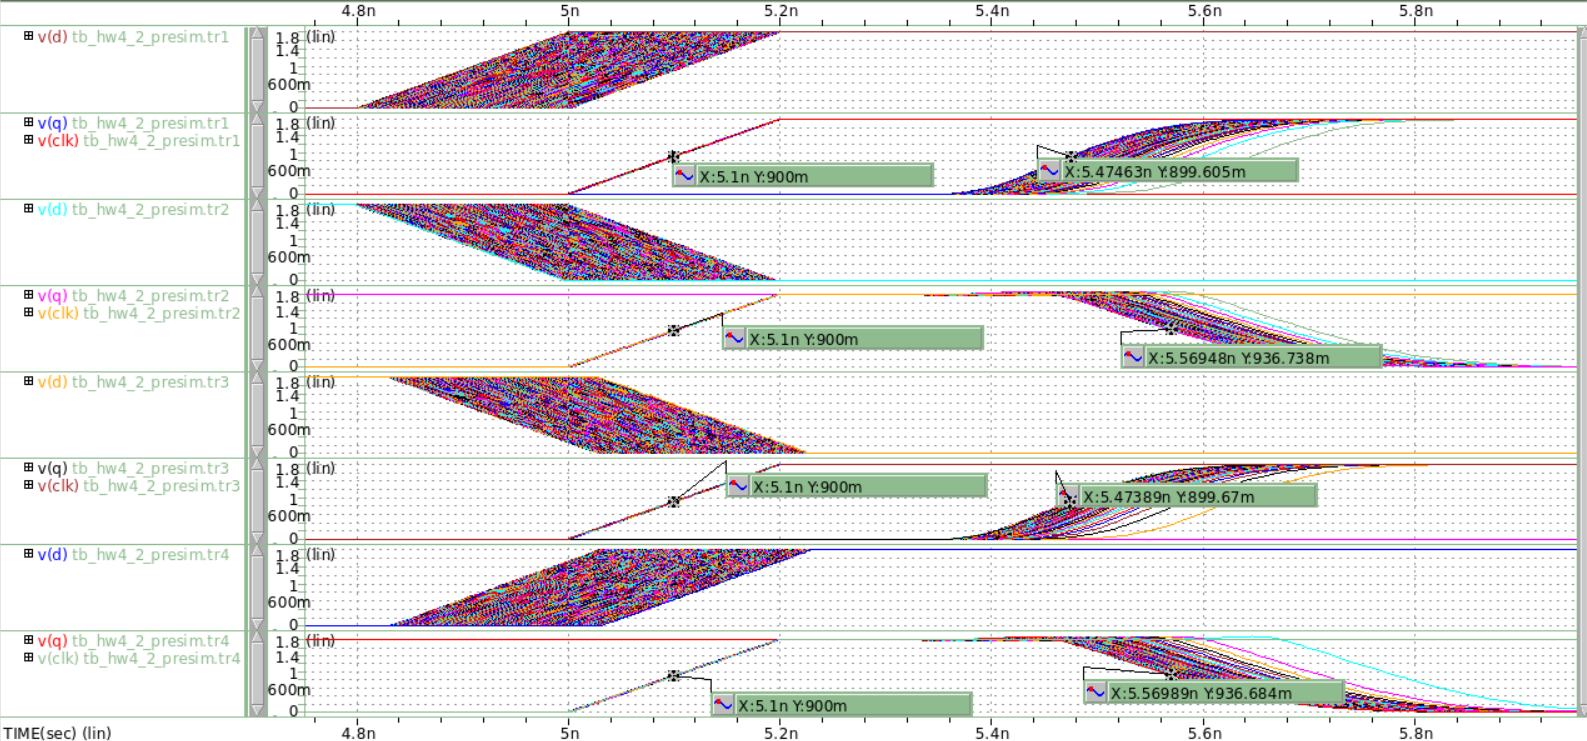 4.8n 5n 5.2n 5.4n 5.6n 5.8n
v(d) tb_hw4_2_presim.tr1
1.8 (lin)
1.4
1
600m
0
v(q) tb_hw4_2_presim.tr1
v(clk) tb_hw4_2_presim.tr1
1.8 (lin)
1.4
1
600m
0
X:5.1n Y:900m
X:5.47463n Y:899.605m
v(d) tb_hw4_2_presim.tr2
1.8 (lin)
1.4
1
600m
0
v(q) tb_hw4_2_presim.tr2
v(clk) tb_hw4_2_presim.tr2
1.8 (lin)
1.4
1
600m
0
X:5.1n Y:900m
X:5.56948n Y:936.738m
v(d) tb_hw4_2_presim.tr3
1.8 (lin)
1.4
1
600m
0
v(q) tb_hw4_2_presim.tr3
v(clk) tb_hw4_2_presim.tr3
1.8 (lin)
1.4
1
600m
0
X:5.1n Y:900m
X:5.47389n Y:899.67m
v(d) tb_hw4_2_presim.tr4
1.8 (lin)
1.4
1
600m
0
v(q) tb_hw4_2_presim.tr4
v(clk) tb_hw4_2_presim.tr4
1.8 (lin)
1.4
1
600m
0
X:5.1n Y:900m
X:5.56989n Y:936.684m
TIME(sec) (lin) 4.8n 5n 5.2n 5.4n 5.6n 5.8n